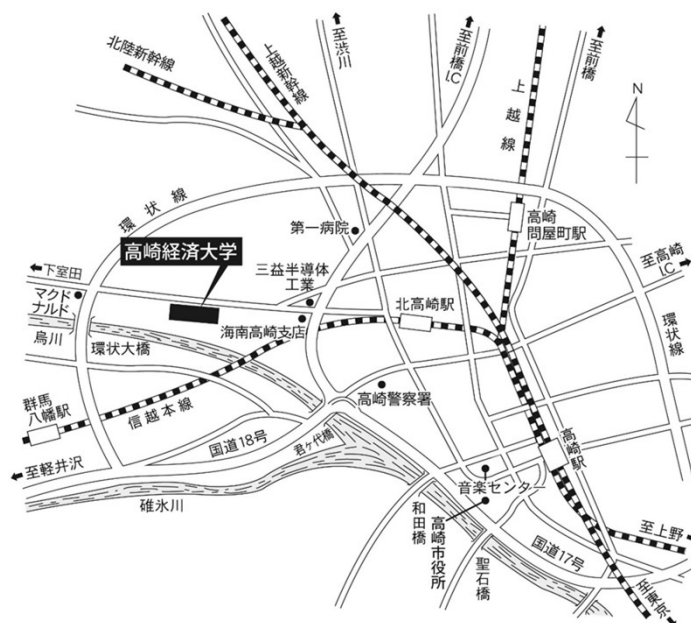 北陸新幹線
上越新幹線
至渋川
至前橋
I.C
上越線
至前橋
N
環状線
第一病院
高崎
問屋町駅
高崎経済大学
下室田
三益半導体
工業
至高崎
I.C
マクド
ナルド
北高崎駅
海南高崎支店
烏川
環状大橋
環状線
群馬
八幡駅
信越本線
高崎警察署
国道18号
君ヶ代橋
高崎駅
至軽井沢
碓氷川
音楽センター
和田橋
高崎市役所
聖石橋
国道17号
至上野
至東京